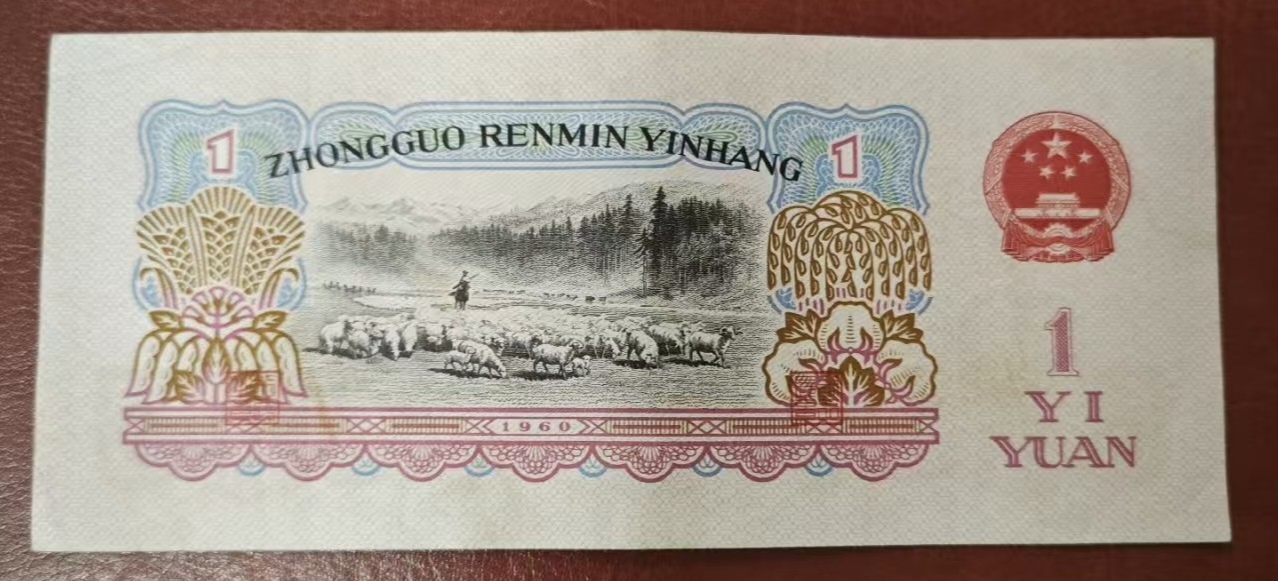 1 ZHONGGUO RENMIN YINHANG 1
1960
1
YI
YUAN